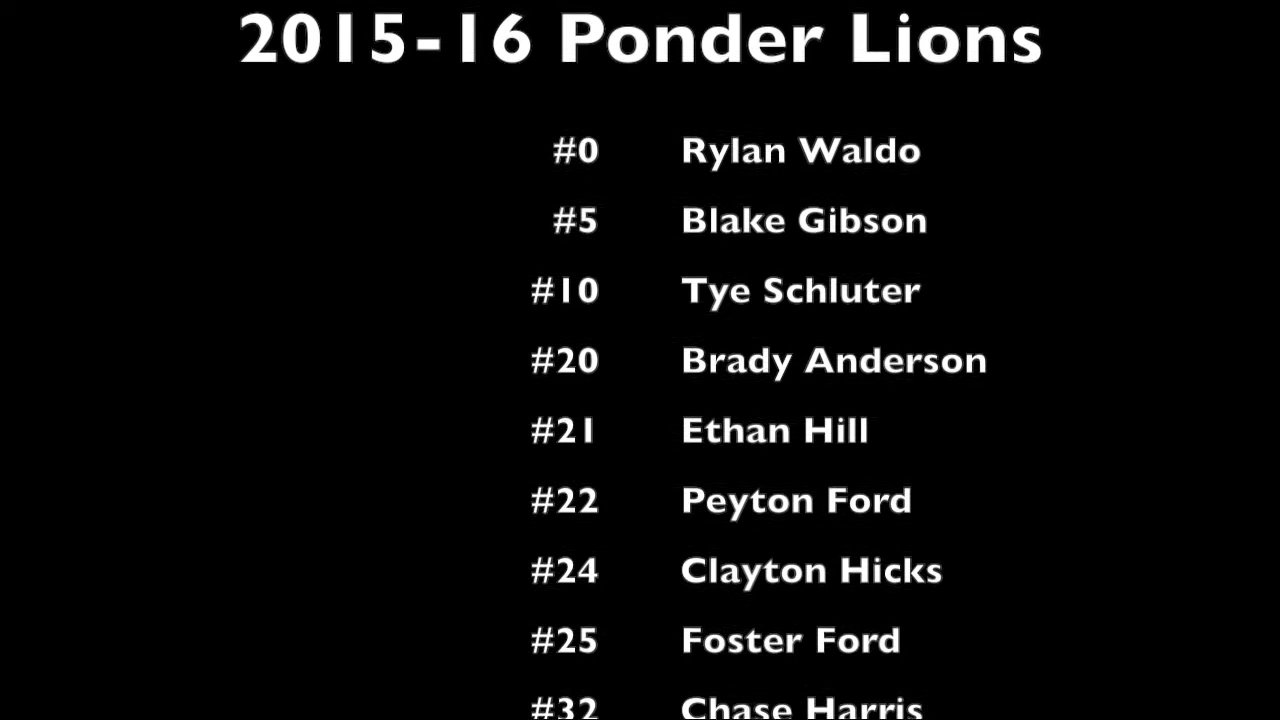 2015-16 Ponder Lions
#0 Rylan Waldo
#5 Blake Gibson
#10 Tye Schluter
#20 Brady Anderson
#21 Ethan Hill
#22 Peyton Ford
#24 Clayton Hicks
#25 Foster Ford
#32 Chase Harris